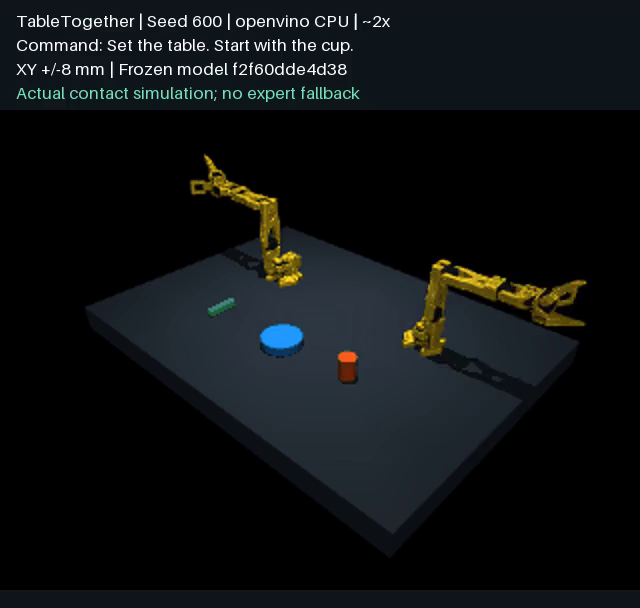 TableTogether | Seed 600 | openvino CPU | ~2x
Command: Set the table. Start with the cup.
XY +/-8 mm | Frozen model f2f60dde4d38
Actual contact simulation; no expert fallback